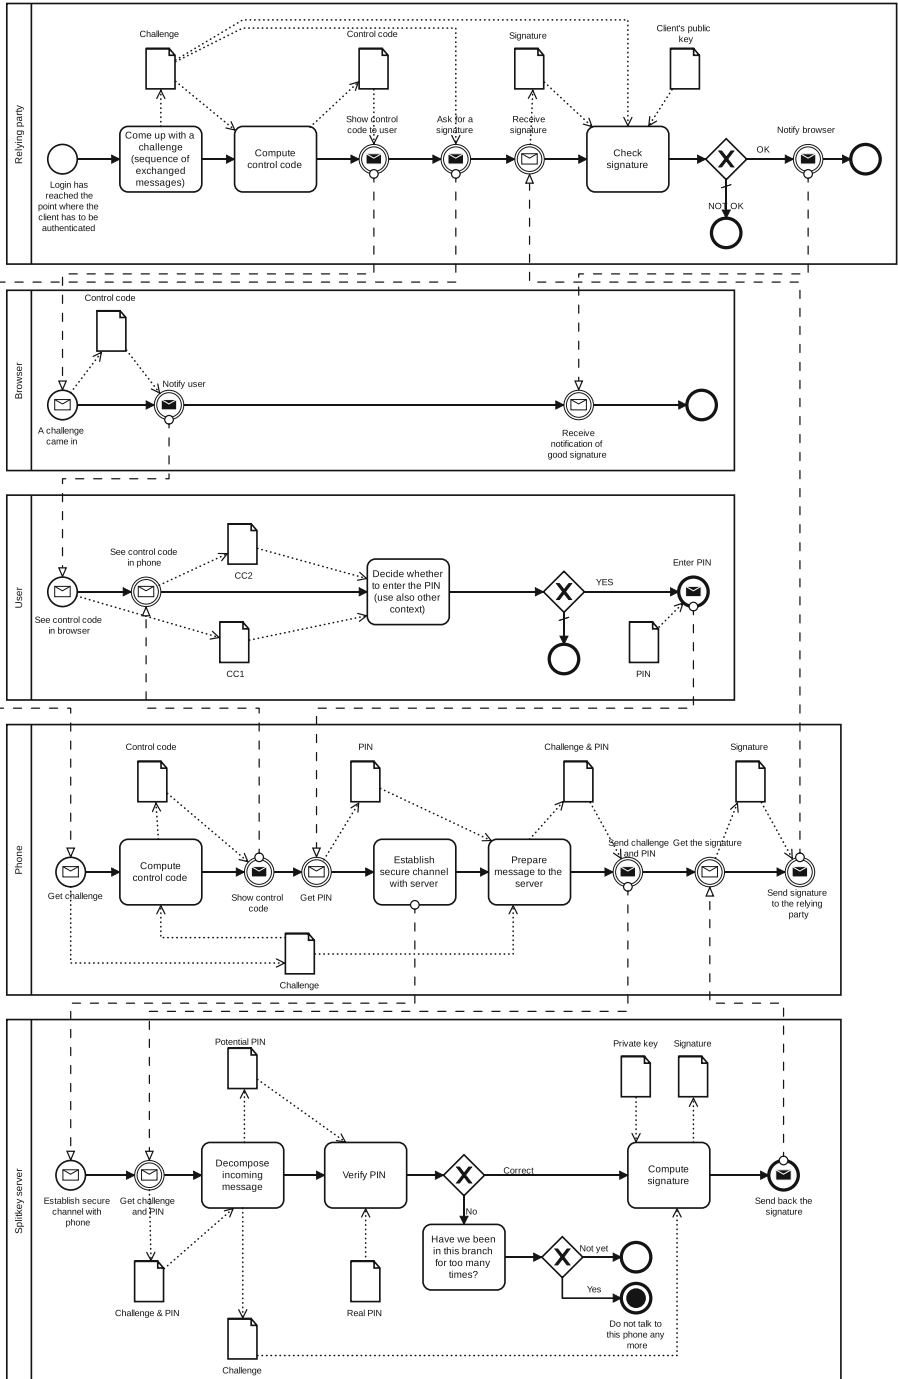 Relying party
Challenge
Control code
Signature
Client's public
key
Show control
code to user
Ask for a
signature
Receive
signature
Notify browser
Come up with a
challenge
(sequence of
exchanged
messages)
Compute
control code
Check
signature
OK
NOT OK
Login has
reached the
point where the
client has to be
authenticated
Browser
Control code
Notify user
A challenge
came in
Receive
notification of
good signature
User
See control code
in phone
CC2
Decide whether
to enter the PIN
(use also other
context)
YES
Enter PIN
See control code
in browser
CC1
PIN
Phone
Control code
PIN
Challenge & PIN
Signature
Compute
control code
Establish
secure channel
with server
Prepare
message to the
server
Send challenge
and PIN
Get the signature
Get challenge
Show control
code
Get PIN
Send signature
to the relying
party
Challenge
Splitkey server
Potential PIN
Private key
Signature
Decompose
incoming
message
Verify PIN
Correct
Compute
signature
Establish secure
channel with
phone
Get challenge
and PIN
Send back the
signature
No
Have we been
in this branch
for too many
times?
Not yet
Yes
Challenge & PIN
Real PIN
Do not talk to
this phone any
more
Challenge